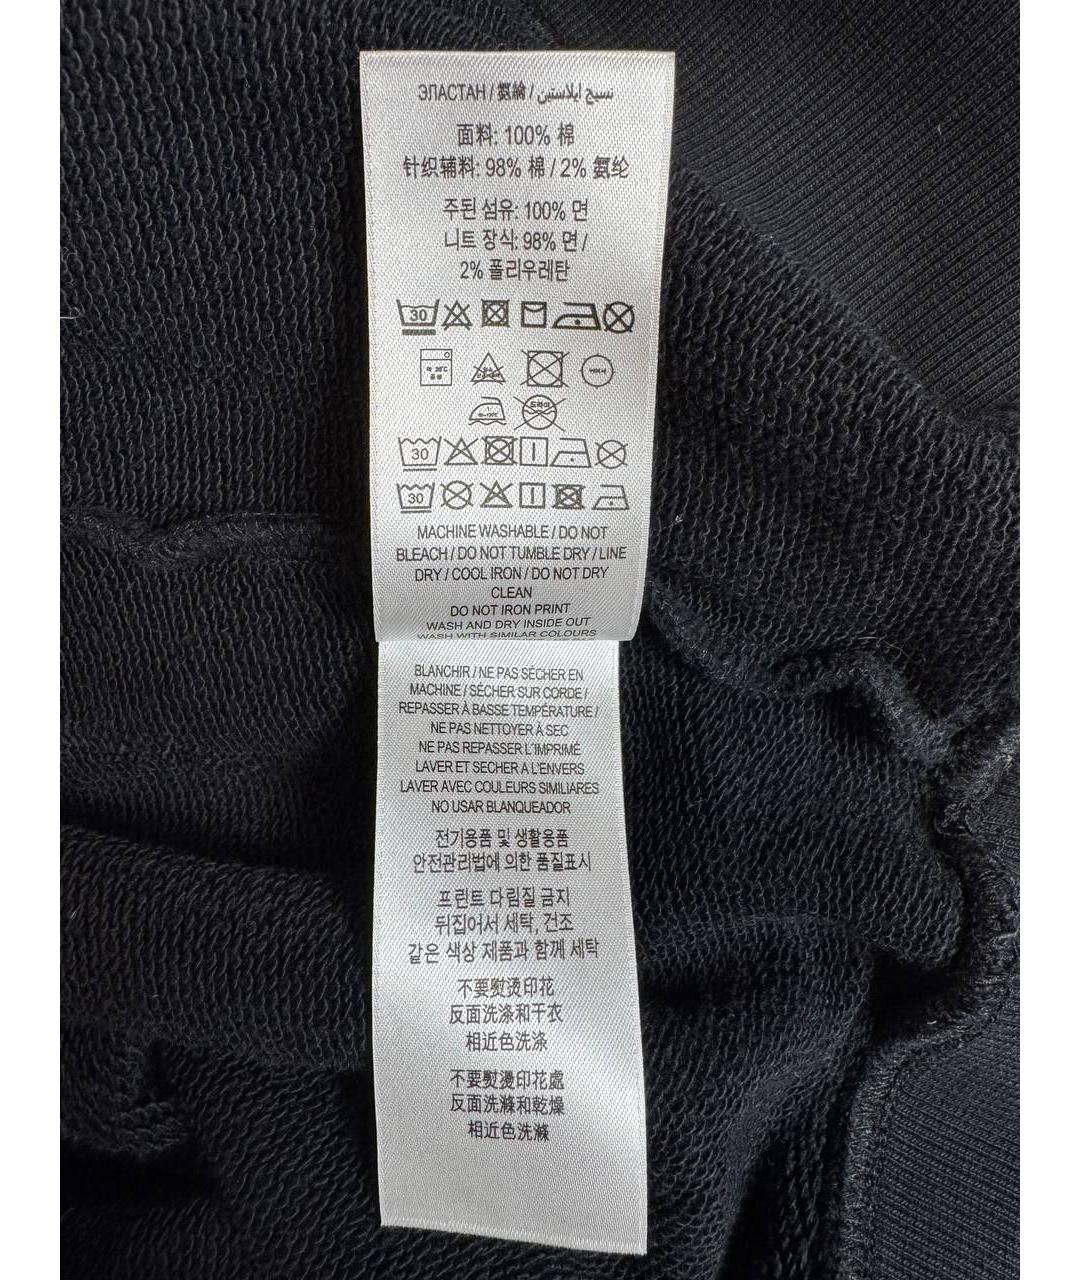 ЭЛАСТАН / 氨綸 / نسيج ايلاستين
面料: 100% 棉
针织辅料: 98% 棉 / 2% 氨纶
주된 섬유: 100% 면
니트 장식: 98% 면 /
2% 폴리우레탄
30
30
30
MACHINE WASHABLE / DO NOT
BLEACH / DO NOT TUMBLE DRY / LINE
DRY / COOL IRON / DO NOT DRY
CLEAN
DO NOT IRON PRINT
WASH AND DRY INSIDE OUT
WASH WITH SIMILAR COLOURS
BLANCHIR / NE PAS SÉCHER EN
MACHINE / SÉCHER SUR CORDE /
REPASSER À BASSE TEMPÉRATURE /
NE PAS NETTOYER À SEC
NE PAS REPASSER L'IMPRIMÉ
LAVER ET SECHER A L'ENVERS
LAVER AVEC COULEURS SIMILIARES
NO USAR BLANQUEADOR
전기용품 및 생활용품
안전관리법에 의한 품질표시
프린트 다림질 금지
뒤집어서 세탁, 건조
같은 색상 제품과 함께 세탁
不要熨烫印花
反面洗涤和干衣
相近色洗涤
不要熨燙印花處
反面洗滌和乾燥
相近色洗滌